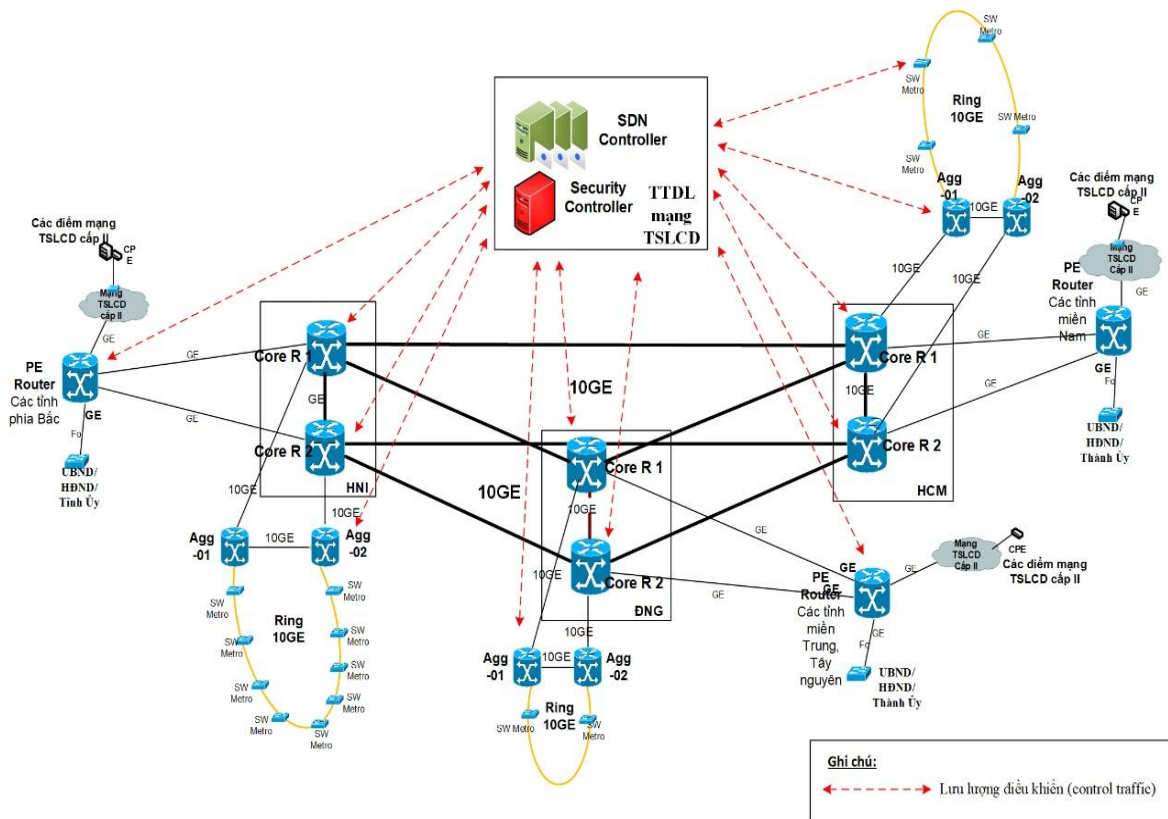 SDN
Controller
Security
Controller
TTDL
mạng
TSLCD
SW
Metro
SW
Metro
SW Metro
SW
Metro
Ring
10GE
Agg
-01
Agg
-02
10GE
10GE
10GE
Các điểm mạng
TSLCD cấp II
CP
E
Mạng
TSLCD
Cấp II
GE
PE
Router
Các tỉnh
miền
Nam
GE
Fo
UBND/
HĐND/
Thành Ủy
GE
GE
Các điểm mạng
TSLCD cấp II
CP
E
Mạng
TSLCD
cấp II
GE
PE
Router
Các tỉnh
phia Bắc
GE
Fo
UBND/
HĐND/
Tỉnh Ủy
GE
GE
Core R 1
GE
Core R 2
HNI
Core R 1
10GE
Core R 2
HCM
10GE
10GE
Core R 1
10GE
Core R 2
ĐNG
10GE
10GE
GE
GE
10GE
10GE
Agg
-01
10GE
Agg
-02
SW
Metro
SW
Metro
SW
Metro
SW
Metro
SW
Metro
SW
Metro
SW
Metro
SW
Metro
SW
Metro
Ring
10GE
Agg
-01
10GE
Agg
-02
Ring
10GE
SW Metro
SW
Metro
GE
PE
GE
Router
Các tỉnh
miền
Trung,
Tây
nguyên
GE
Mạng
TSLCD
Cấp II
CPE
Các điểm mạng
TSLCD cấp II
GE
Fo
UBND/
HĐND/
Thành Ủy
Ghi chú:
Lưu lượng điều khiển (control traffic)